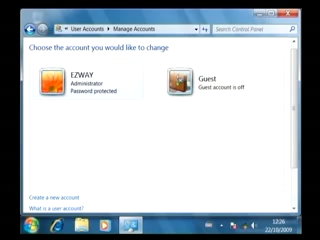 User Accounts ▸ Manage Accounts
Search Control Panel
Choose the account you would like to change
EZWAY
Administrator
Password protected
Guest
Guest account is off
Create a new account
What is a user account?
12:26
22/10/2009